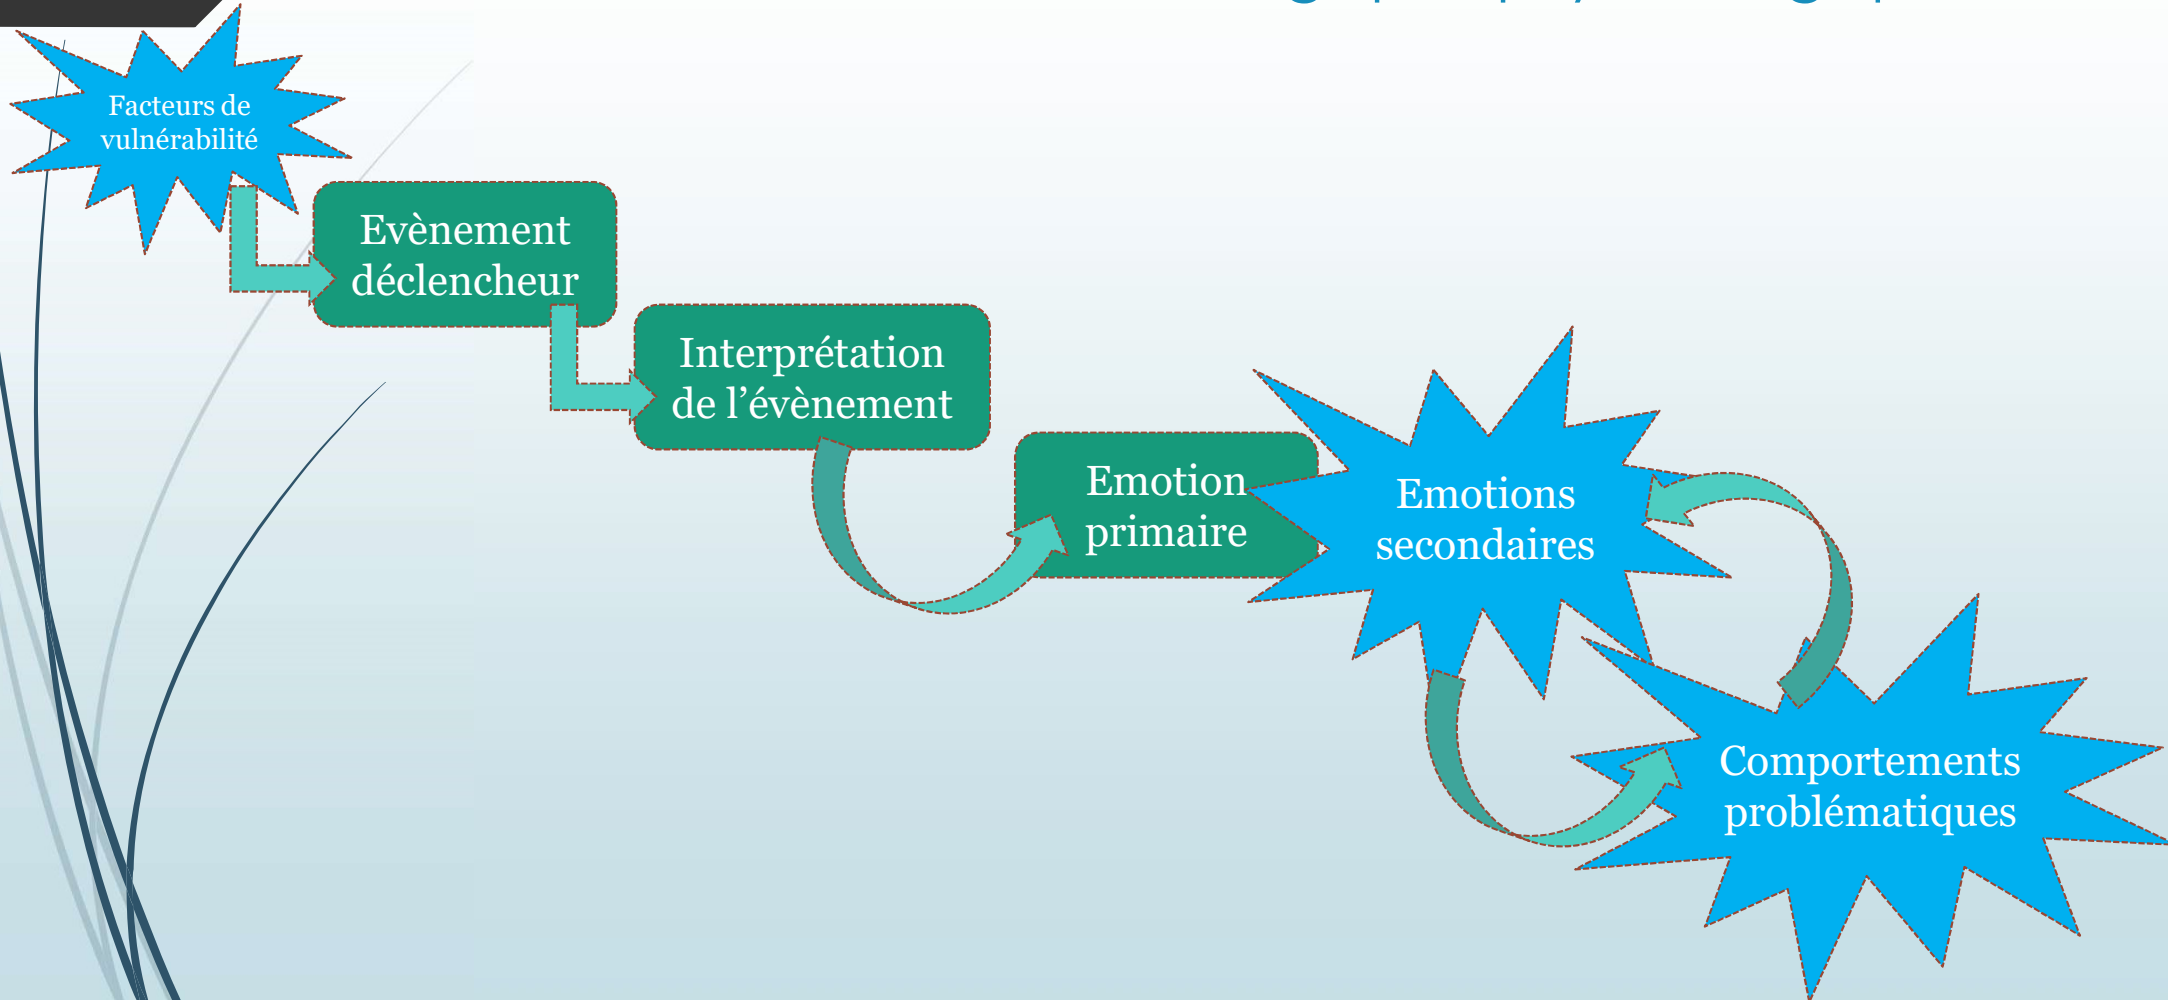 Facteurs de
vulnérabilité
Evènement
déclencheur
Interprétation
de l’évènement
Emotion
primaire
Emotions
secondaires
Comportements
problématiques